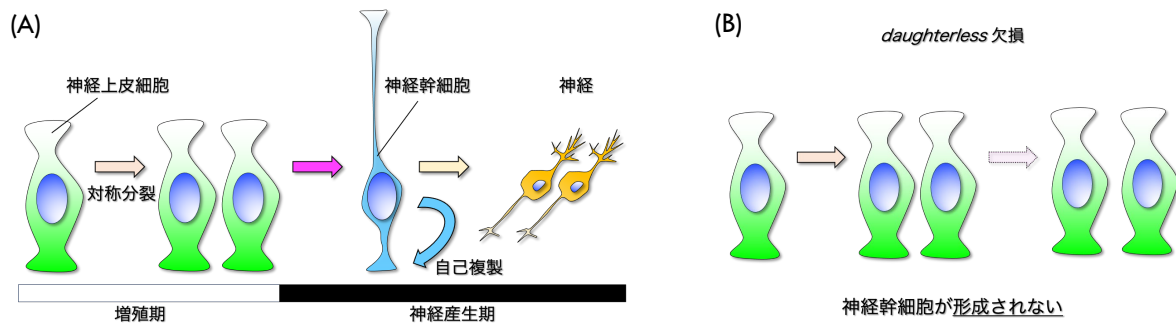 (A)
神経上皮細胞
対称分裂
神経幹細胞
神経
自己複製
増殖期
神経産生期
(B)
daughterless 欠損
神経幹細胞が形成されない